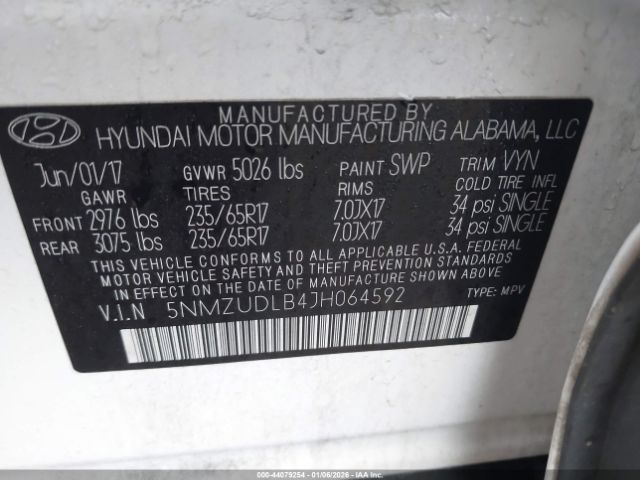 MANUFACTURED BY
HYUNDAI MOTOR MANUFACTURING ALABAMA, LLC
Jun/01/17 GVWR 5026 lbs PAINT SWP TRIM VYN
GAWR TIRES RIMS COLD TIRE INFL
FRONT 2976 lbs 235/65R17 7.0JX17 34 psi SINGLE
REAR 3075 lbs 235/65R17 7.0JX17 34 psi SINGLE
THIS VEHICLE CONFORMS TO ALL APPLICABLE U.S.A. FEDERAL
MOTOR VEHICLE SAFETY AND THEFT PREVENTION STANDARDS
IN EFFECT ON THE DATE OF MANUFACTURE SHOWN ABOVE
V.I.N 5NMZUDLB4JH064592 TYPE: MPV
000-44079254 - 01/06/2026 - IAA Inc.